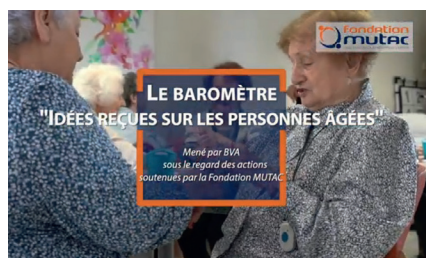 fondation
mutac
LE BAROMÈTRE
"IDÉES REÇUES SUR LES PERSONNES ÂGÉES"
Mené par BVA
sous le regard des actions
soutenues par la Fondation MUTAC